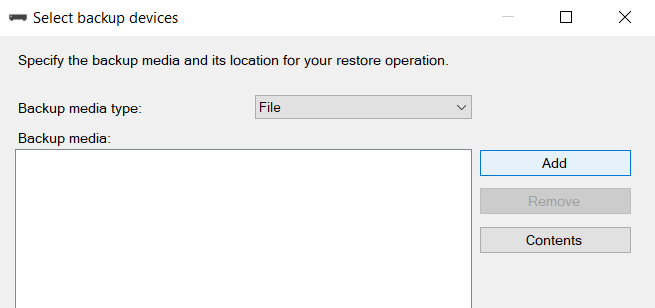 Select backup devices
Specify the backup media and its location for your restore operation.
Backup media type:
File
Backup media:
Add
Remove
Contents